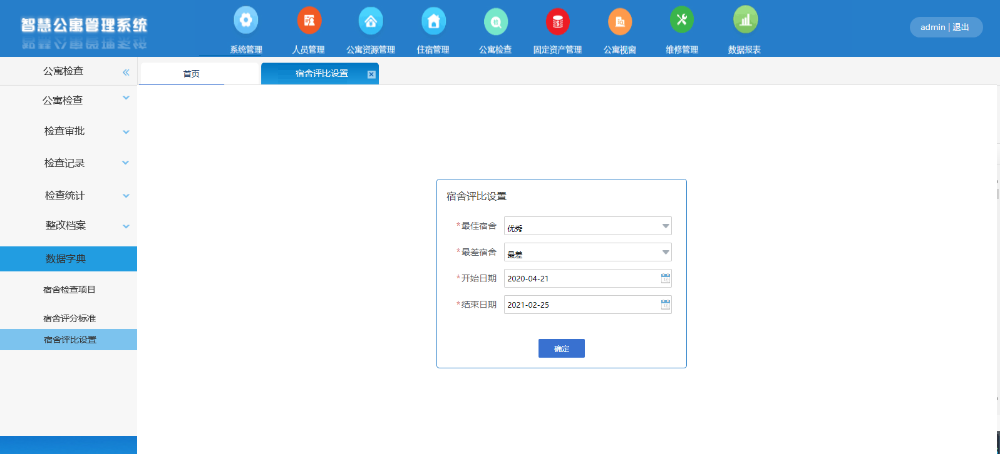 智慧公寓管理系统
系统管理
人员管理
公寓资源管理
住宿管理
公寓检查
固定资产管理
公寓视窗
维修管理
数据报表
admin | 退出
公寓检查
首页
宿舍评比设置
公寓检查
检查审批
检查记录
检查统计
整改档案
数据字典
宿舍检查项目
宿舍评分标准
宿舍评比设置
宿舍评比设置
*最佳宿舍 优秀
*最差宿舍 最差
*开始日期 2020-04-21
*结束日期 2021-02-25
确定